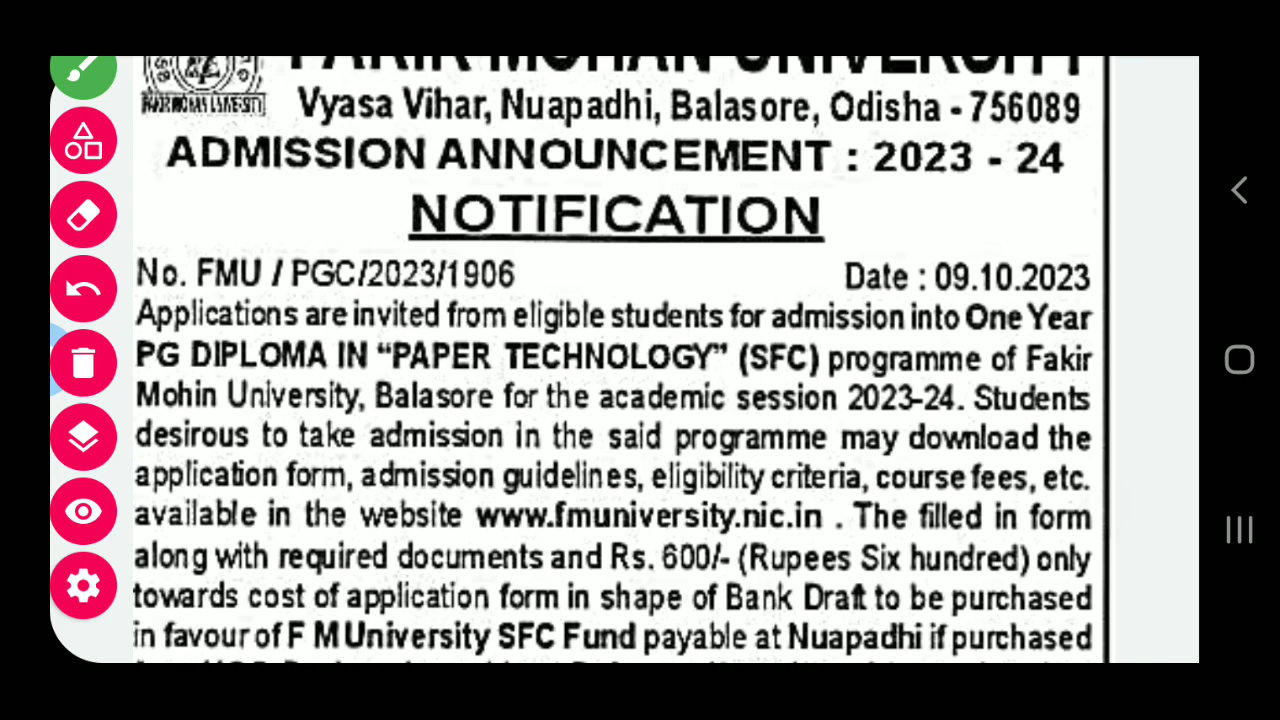 FAKIR MOHAN UNIVERSITY
FAKIR MOHAN UNIVERSITY
Vyasa Vihar, Nuapadhi, Balasore, Odisha - 756089
ADMISSION ANNOUNCEMENT : 2023 - 24
NOTIFICATION
No. FMU / PGC/2023/1906 Date : 09.10.2023
Applications are invited from eligible students for admission into One Year
PG DIPLOMA IN “PAPER TECHNOLOGY” (SFC) programme of Fakir
Mohin University, Balasore for the academic session 2023-24. Students
desirous to take admission in the said programme may download the
application form, admission guidelines, eligibility criteria, course fees, etc.
available in the website www.fmuniversity.nic.in . The filled in form
along with required documents and Rs. 600/- (Rupees Six hundred) only
towards cost of application form in shape of Bank Draft to be purchased
in favour of F M University SFC Fund payable at Nuapadhi if purchased